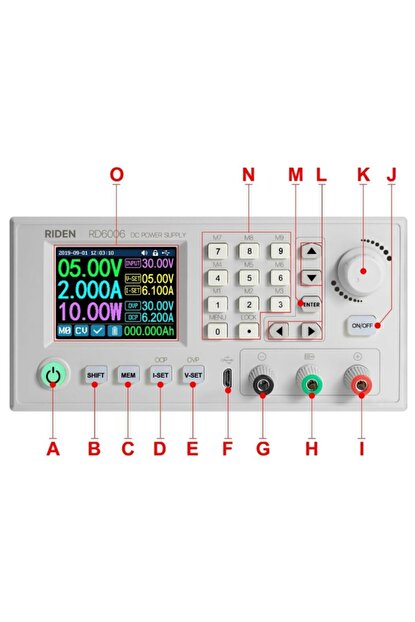 O N M L K J
RIDEN RD6006 DC POWER SUPPLY
2019-09-01 12:03:10
05.00V INPUT 30.00V
V-SET 05.00V
2.000A I-SET 6.100A
10.00W OVP 30.00V
OCP 6.200A
M0 CV 000.000Ah
M7 M8 M9
7 8 9
M4 M5 M6
4 5 6
M1 M2 M3
1 2 3 ENTER
MENU LOCK
0 .
ON/OFF
OCP OVP
SHIFT MEM I-SET V-SET
A B C D E F G H I